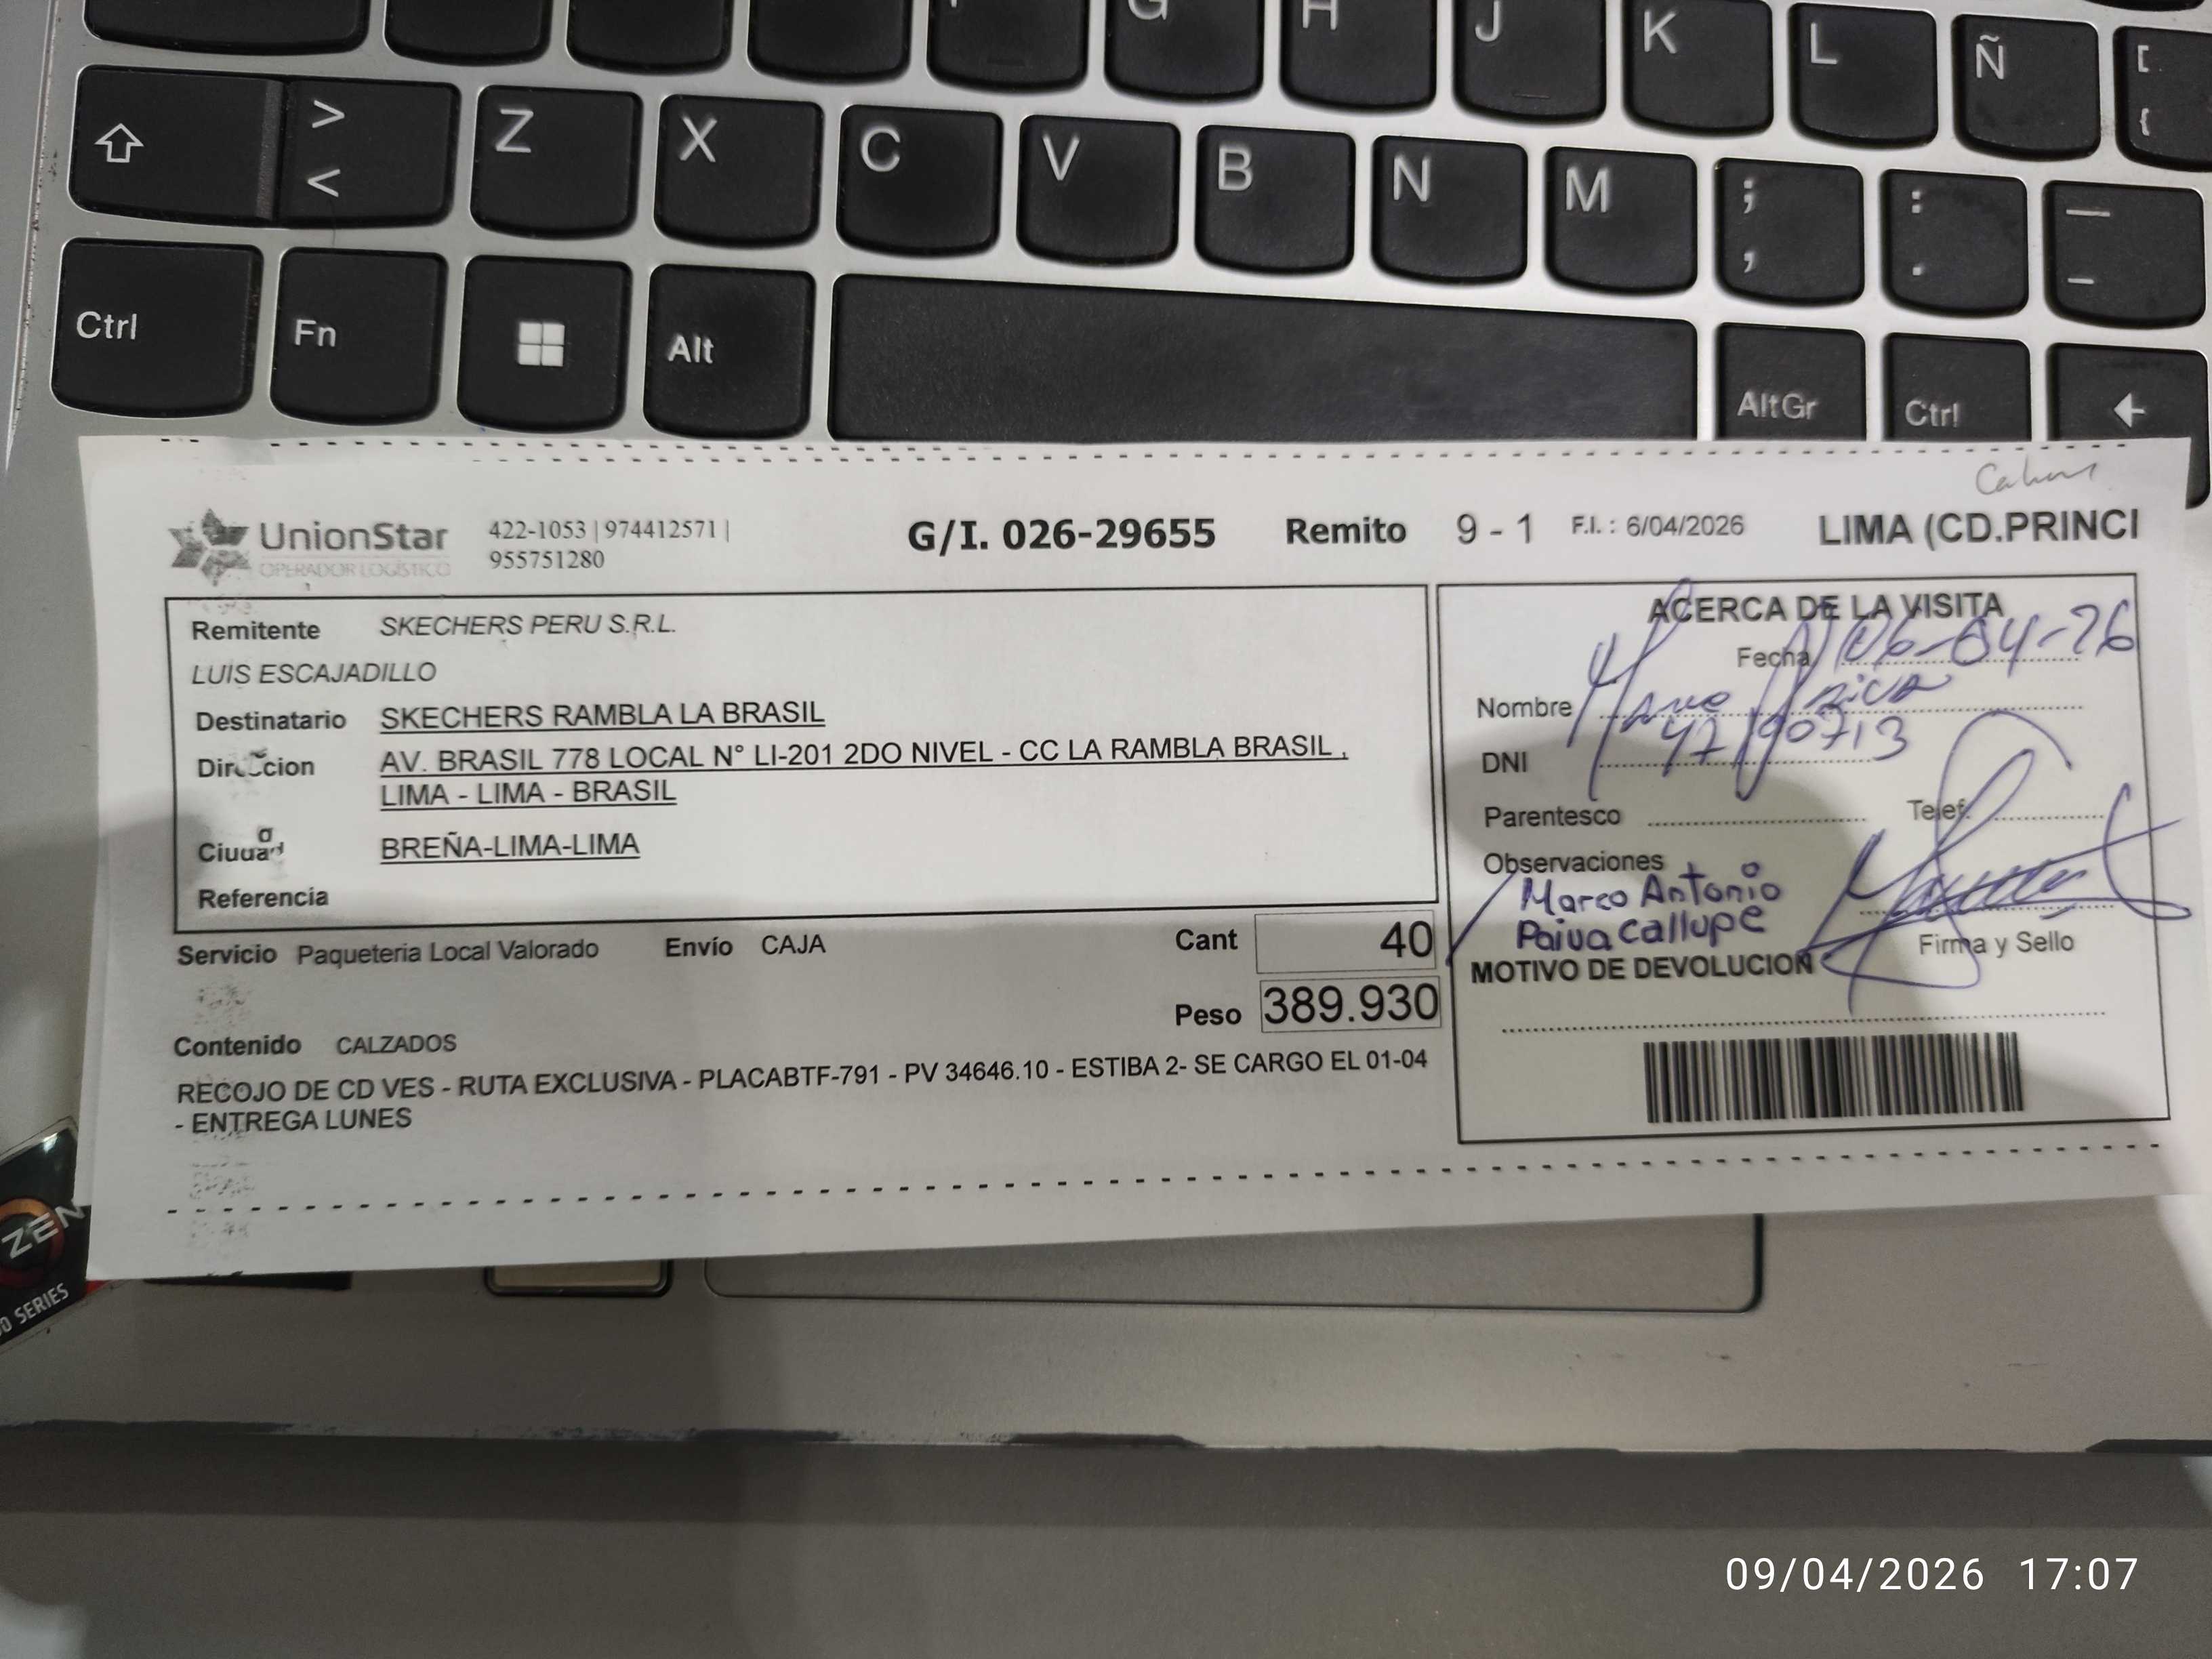 G H J K L Ñ [ {
> < Z X C V B N M ; , : . _ -
Ctrl Fn Alt AltGr Ctrl
UnionStar
OPERADOR LOGÍSTICO
422-1053 | 974412571 |
955751280
G/I. 026-29655 Remito 9 - 1 F.I. : 6/04/2026 LIMA (CD.PRINCI
Remitente SKECHERS PERU S.R.L.
LUIS ESCAJADILLO
Destinatario SKECHERS RAMBLA LA BRASIL
Direccion AV. BRASIL 778 LOCAL N° LI-201 2DO NIVEL - CC LA RAMBLA BRASIL ,
LIMA - LIMA - BRASIL
Ciudad BREÑA-LIMA-LIMA
Referencia
Servicio Paqueteria Local Valorado Envío CAJA Cant 40
Peso 389.930
Contenido CALZADOS
RECOJO DE CD VES - RUTA EXCLUSIVA - PLACABTF-791 - PV 34646.10 - ESTIBA 2- SE CARGO EL 01-04
- ENTREGA LUNES
ACERCA DE LA VISITA
Fecha 06-04-26
Nombre
DNI
Parentesco Telef.
Observaciones
Marco Antonio
Paiva Callupe
Firma y Sello
MOTIVO DE DEVOLUCION
ZEN
SERIES
09/04/2026 17:07